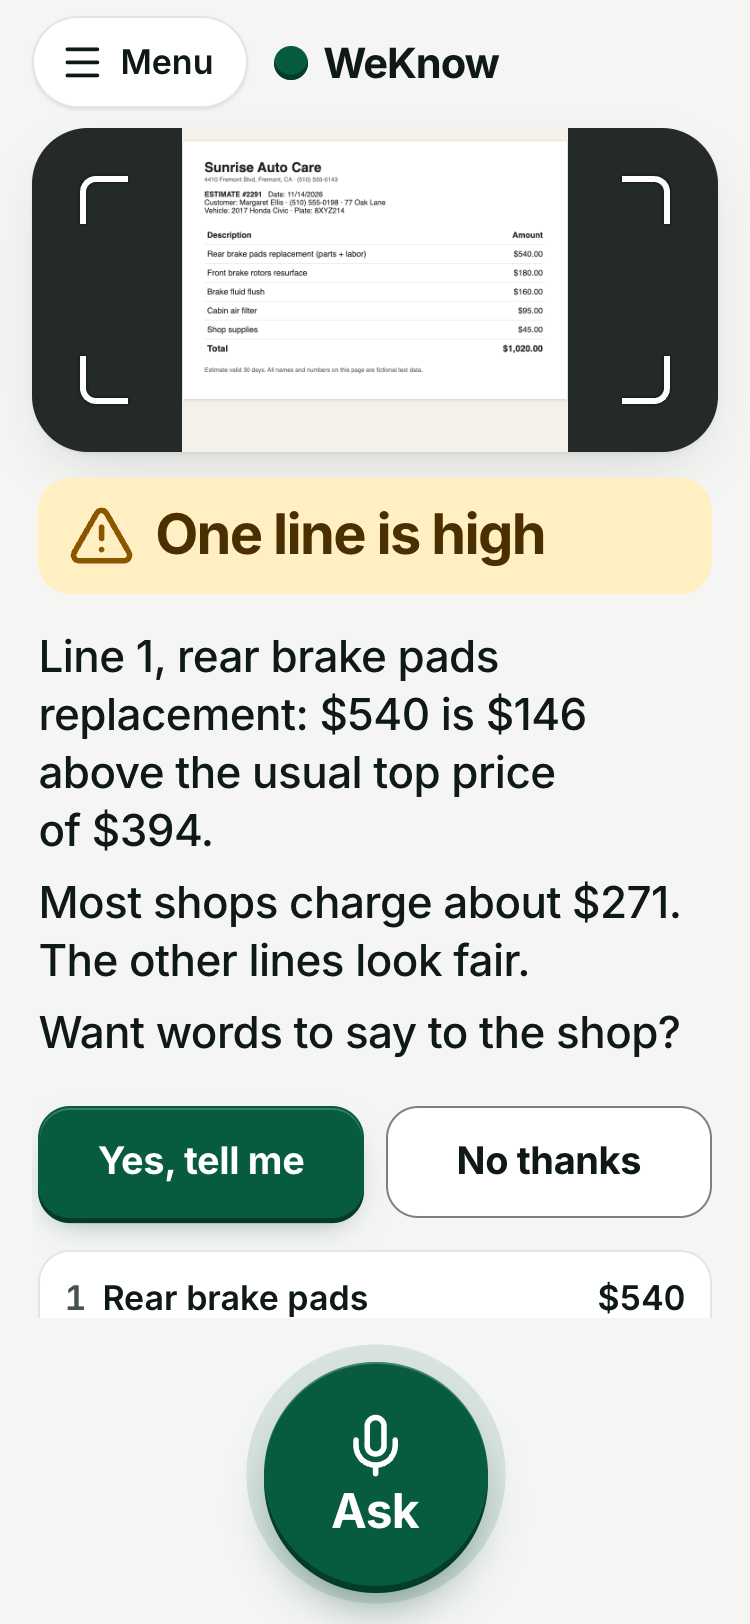 Menu
WeKnow
Sunrise Auto Care
4410 Fremont Blvd, Fremont, CA · (510) 555-0143
ESTIMATE #2291 Date: 11/14/2026
Customer: Margaret Ellis · (510) 555-0198 · 77 Oak Lane
Vehicle: 2017 Honda Civic · Plate: 8XYZ214
Description Amount
Rear brake pads replacement (parts + labor) $540.00
Front brake rotors resurface $180.00
Brake fluid flush $160.00
Cabin air filter $95.00
Shop supplies $45.00
Total $1,020.00
Estimate valid 30 days. All names and numbers on this page are fictional test data.
One line is high
Line 1, rear brake pads
replacement: $540 is $146
above the usual top price
of $394.
Most shops charge about $271.
The other lines look fair.
Want words to say to the shop?
Yes, tell me
No thanks
1 Rear brake pads $540
Ask